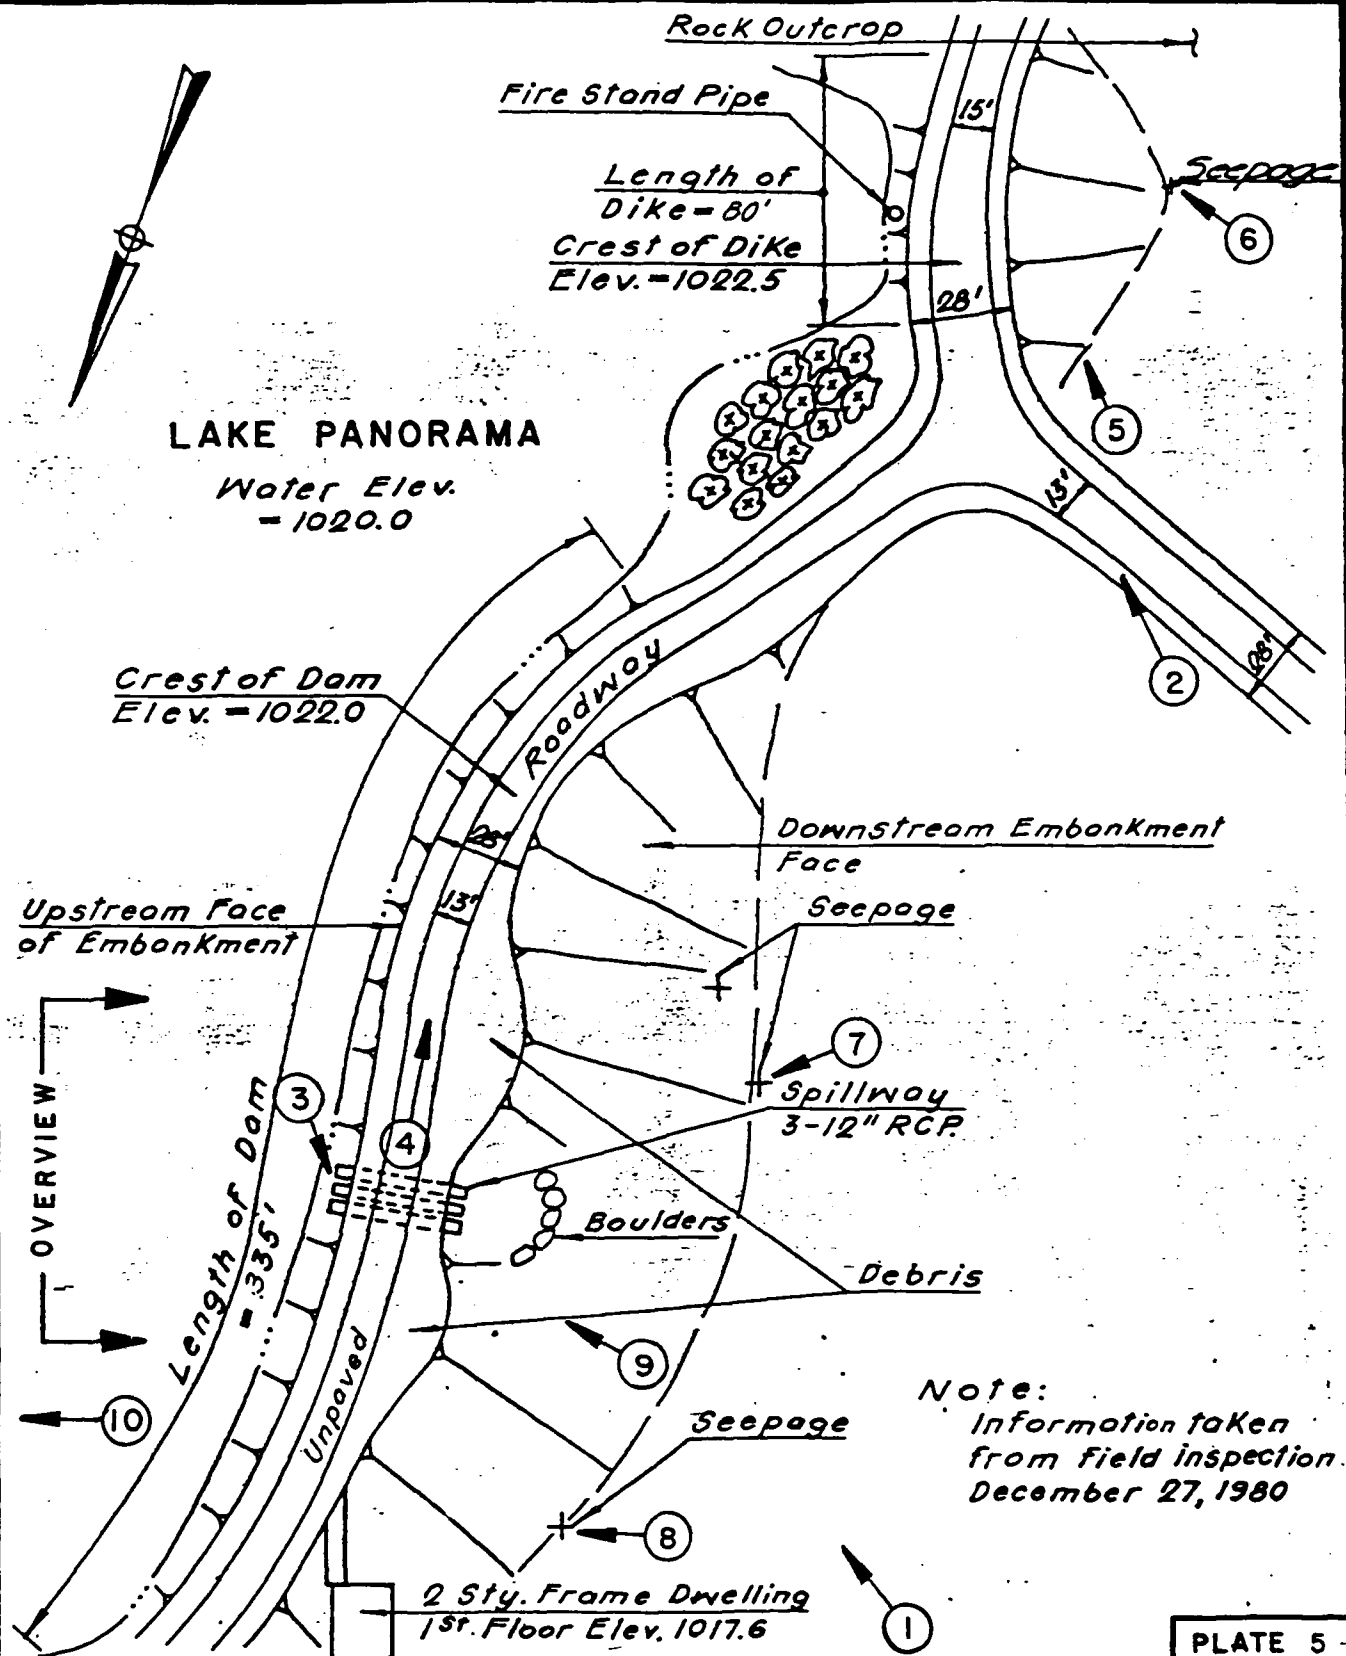 Rock Outcrop
Fire Stand Pipe
15'
Seepage
Length of
Dike = 80'
6
Crest of Dike
Elev. = 1022.5
28'
LAKE PANORAMA
Water Elev.
= 1020.0
5
13'
28'
2
Crest of Dam
Elev. = 1022.0
Roadway
28'
Downstream Embankment
Face
13'
Upstream Face
of Embankment
Seepage
7
OVERVIEW
3
4
Spillway
3-12" RCP.
Length of Dam
= 335'
Boulders
Debris
9
10
Unpaved
Seepage
Note:
Information taken
from field inspection.
December 27, 1980
8
2 Sty. Frame Dwelling
1st. Floor Elev. 1017.6
1
PLATE 5